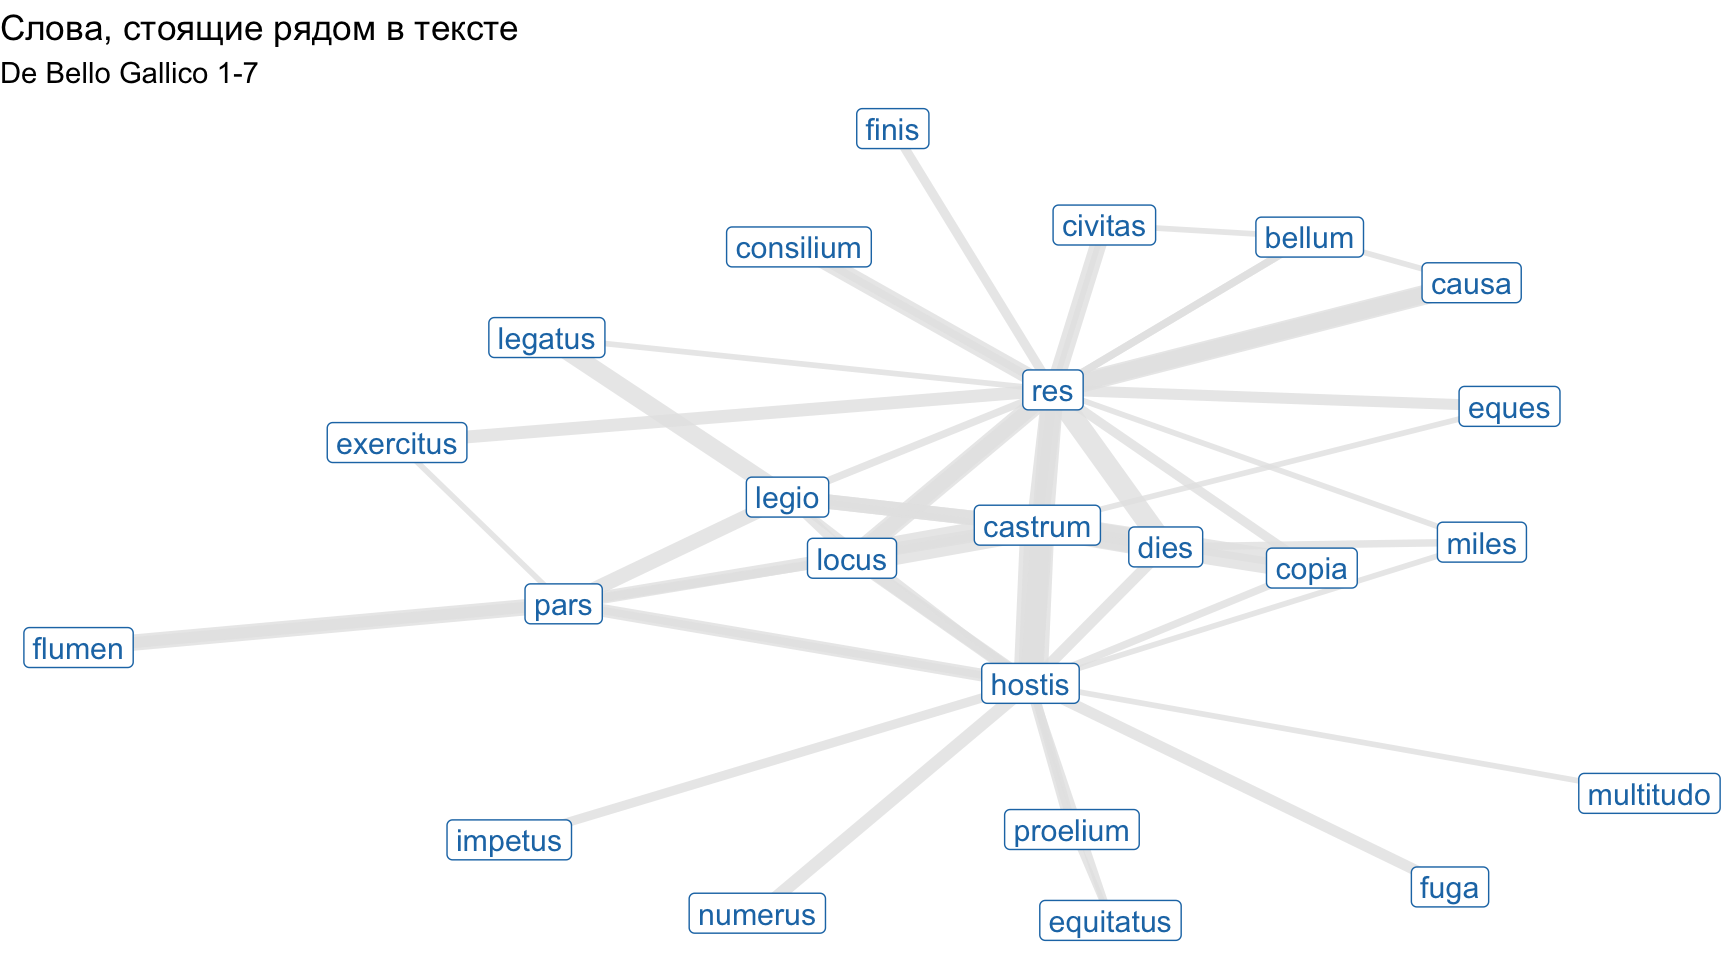 Слова, стоящие рядом в тексте
De Bello Gallico 1-7
finis
civitas
bellum
consilium
causa
legatus
res
eques
exercitus
legio
castrum
miles
dies
locus
copia
pars
flumen
hostis
multitudo
proelium
impetus
fuga
numerus
equitatus